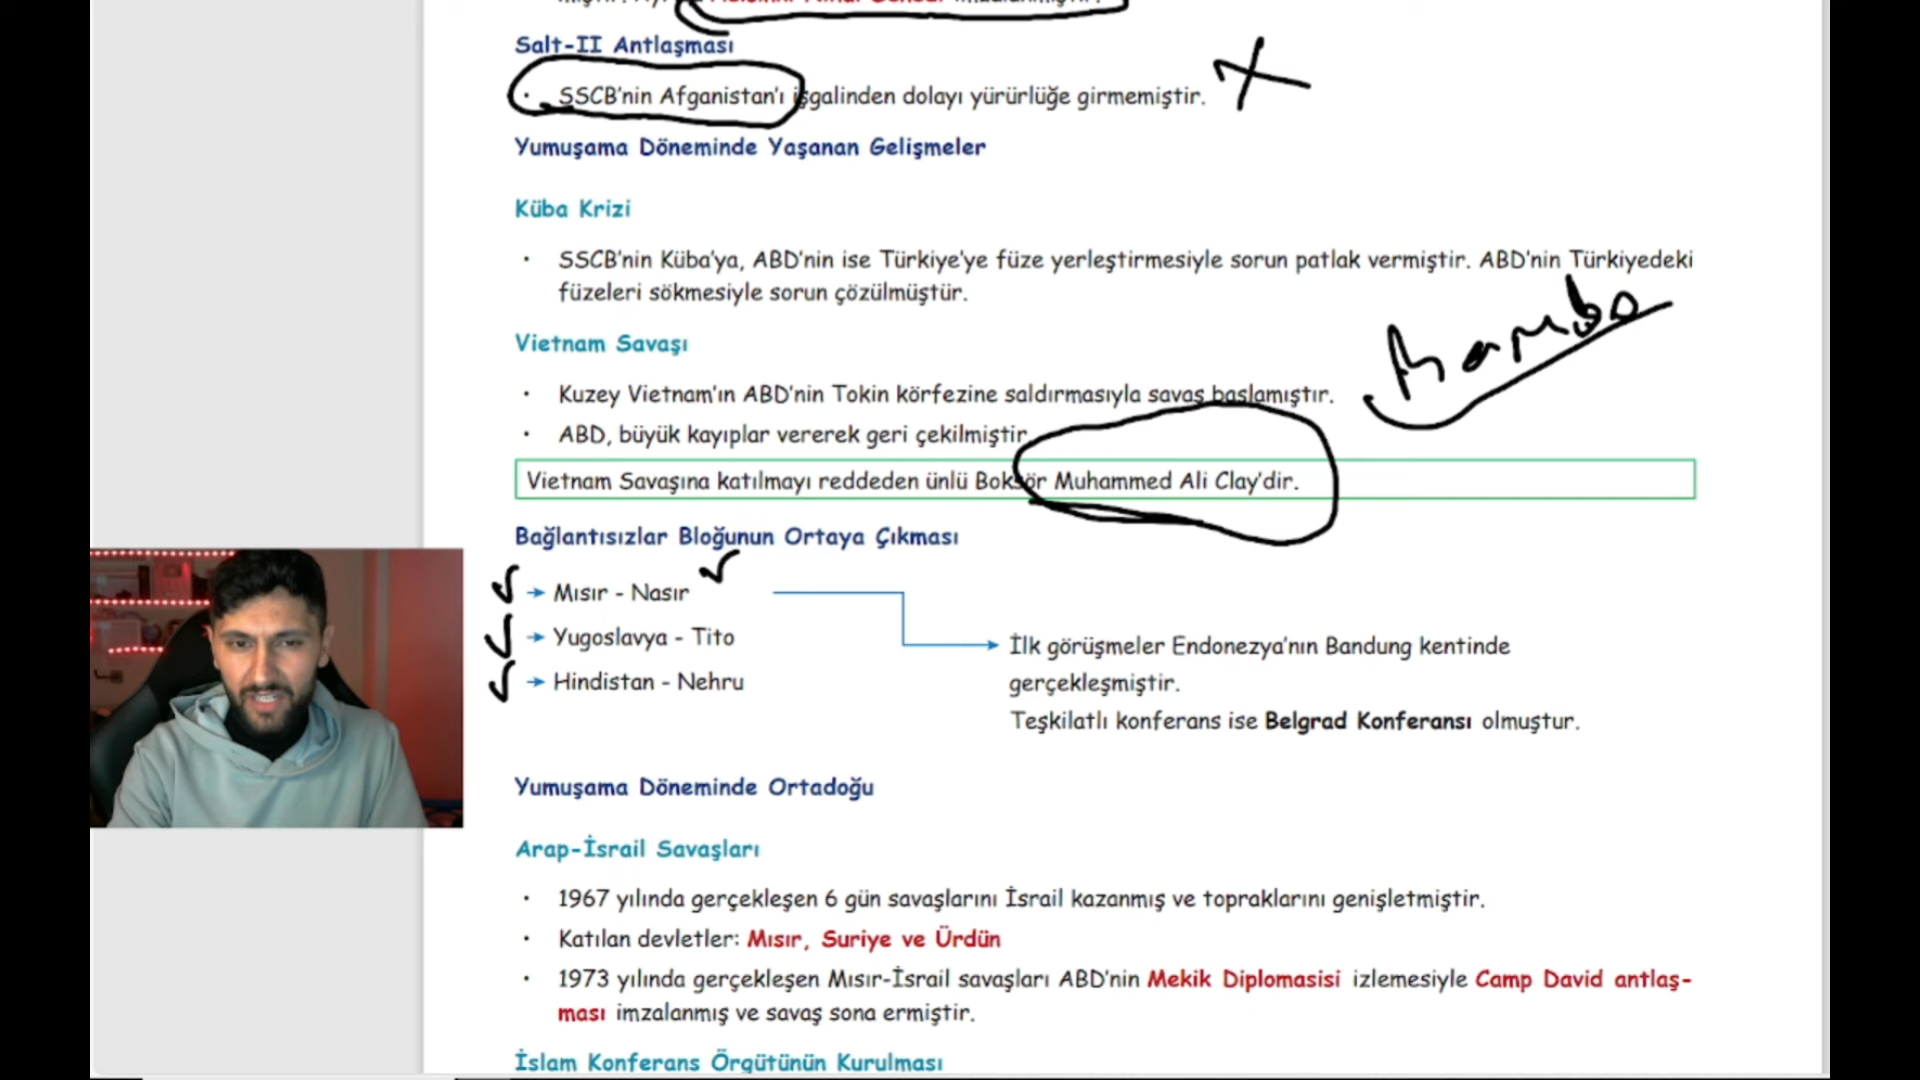 Salt-II Antlaşması
· SSCB'nin Afganistan'ı işgalinden dolayı yürürlüğe girmemiştir.
Yumuşama Döneminde Yaşanan Gelişmeler
Küba Krizi
· SSCB'nin Küba'ya, ABD'nin ise Türkiye'ye füze yerleştirmesiyle sorun patlak vermiştir. ABD'nin Türkiyedeki
füzeleri sökmesiyle sorun çözülmüştür.
Vietnam Savaşı
· Kuzey Vietnam'ın ABD'nin Tokin körfezine saldırmasıyla savaş başlamıştır.
· ABD, büyük kayıplar vererek geri çekilmiştir.
Vietnam Savaşına katılmayı reddeden ünlü Boksör Muhammed Ali Clay'dir.
Bağlantısızlar Bloğunun Ortaya Çıkması
→ Mısır - Nasır
→ Yugoslavya - Tito
→ Hindistan - Nehru
İlk görüşmeler Endonezya'nın Bandung kentinde
gerçekleşmiştir.
Teşkilatlı konferans ise Belgrad Konferansı olmuştur.
Yumuşama Döneminde Ortadoğu
Arap-İsrail Savaşları
· 1967 yılında gerçekleşen 6 gün savaşlarını İsrail kazanmış ve topraklarını genişletmiştir.
· Katılan devletler: Mısır, Suriye ve Ürdün
· 1973 yılında gerçekleşen Mısır-İsrail savaşları ABD'nin Mekik Diplomasisi izlemesiyle Camp David antlaş-
ması imzalanmış ve savaş sona ermiştir.
İslam Konferans Örgütünün Kurulması